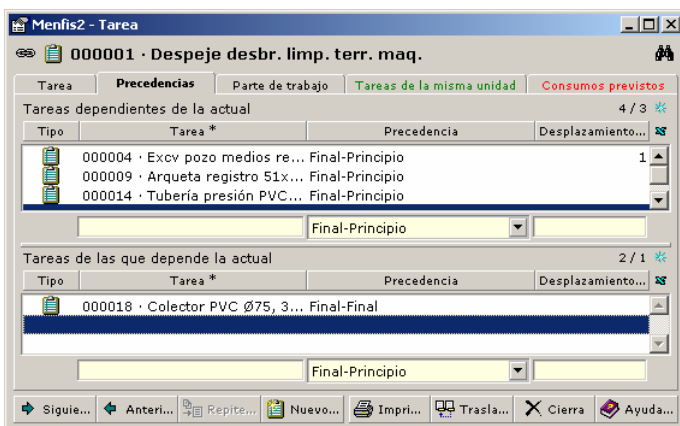 Menfis2 - Tarea
000001 · Despeje desbr. limp. terr. maq.
Tarea Precedencias Parte de trabajo Tareas de la misma unidad Consumos previstos
Tareas dependientes de la actual 4 / 3
Tipo Tarea * Precedencia Desplazamiento...
000004 · Excv pozo medios re... Final-Principio 1
000009 · Arqueta registro 51x... Final-Principio
000014 · Tubería presión PVC... Final-Principio
Final-Principio
Tareas de las que depende la actual 2 / 1
Tipo Tarea * Precedencia Desplazamiento...
000018 · Colector PVC Ø75, 3... Final-Final
Final-Principio
Siguie... Anteri... Repite... Nuevo... Impri... Trasla... Cierra Ayuda...